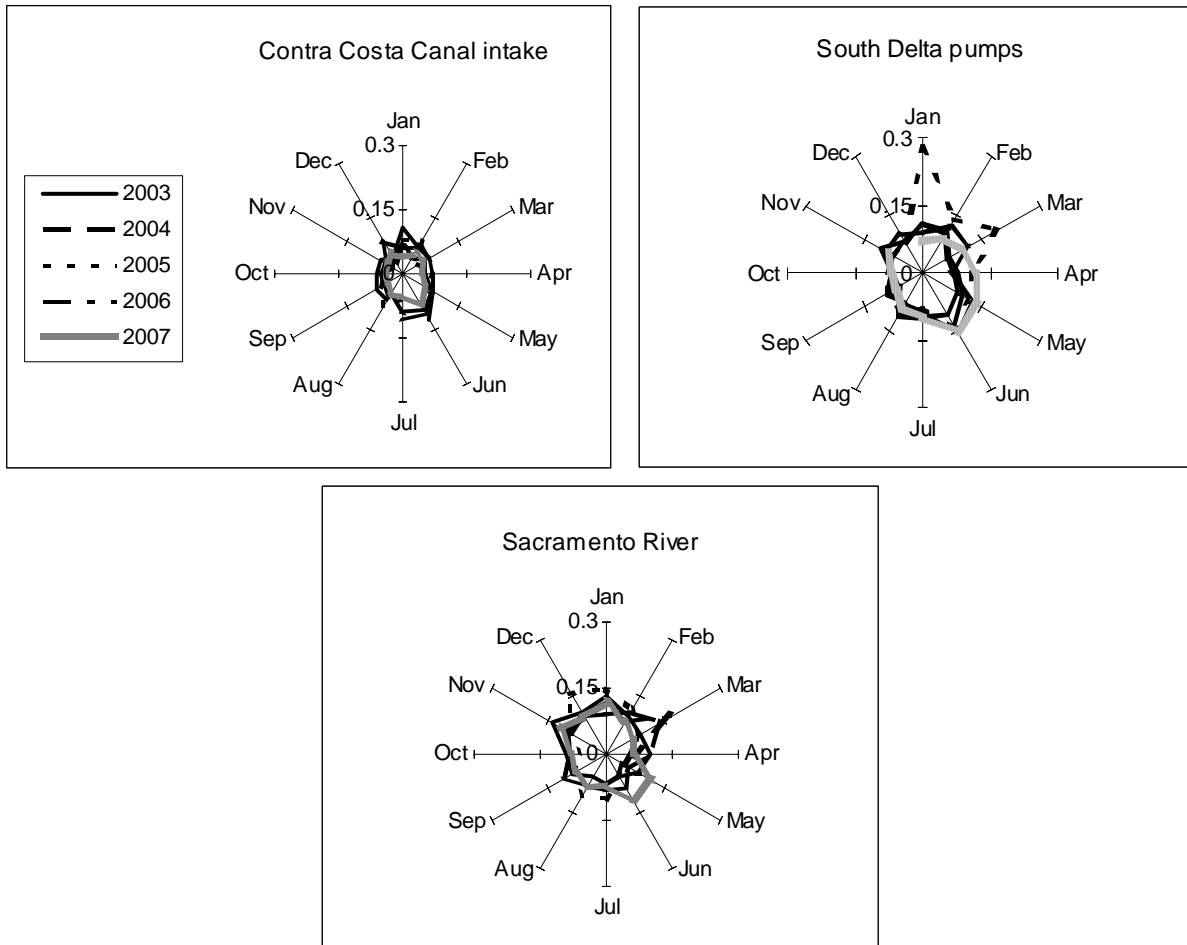 Contra Costa Canal intake
2003
2004
2005
2006
2007
Jan
Feb
Mar
Apr
May
Jun
Jul
Aug
Sep
Oct
Nov
Dec
0.3
0.15
0
South Delta pumps
Jan
Feb
Mar
Apr
May
Jun
Jul
Aug
Sep
Oct
Nov
Dec
0.3
0.15
0
Sacramento River
Jan
Feb
Mar
Apr
May
Jun
Jul
Aug
Sep
Oct
Nov
Dec
0.3
0.15
0